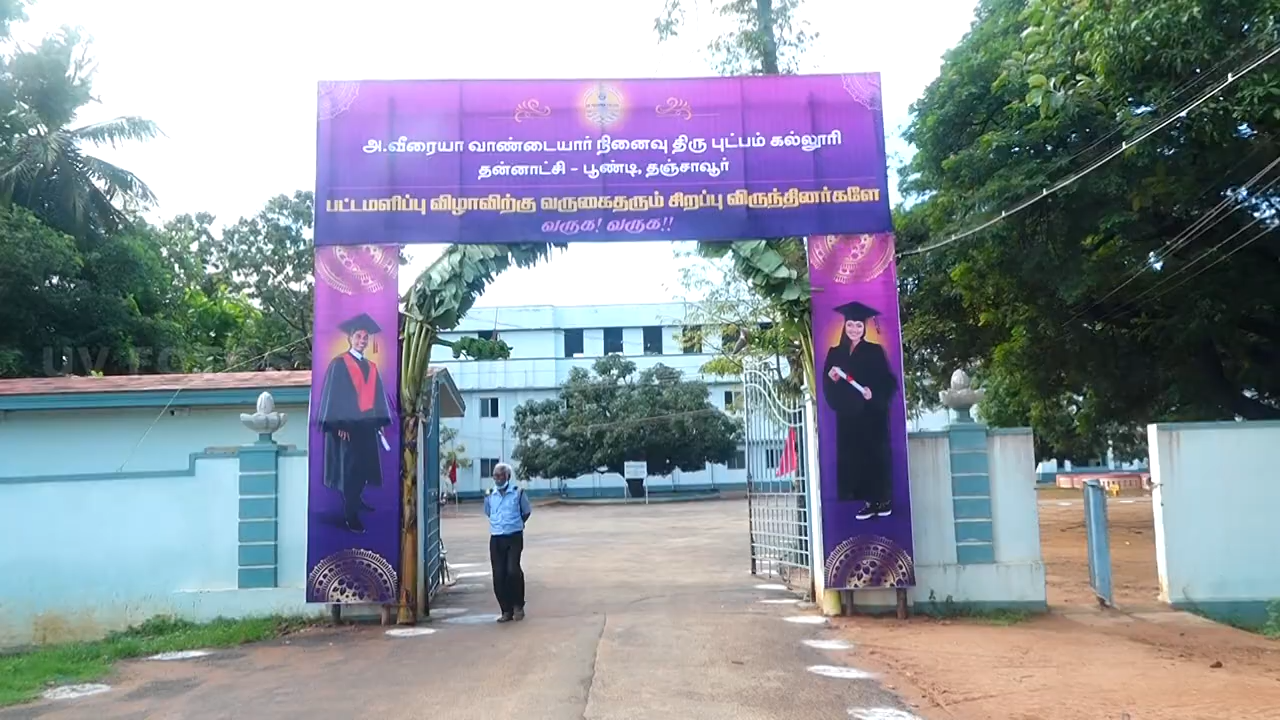 அ.வீரையா வாண்டையார் நினைவு திரு புட்பம் கல்லூரி
தன்னாட்சி - பூண்டி, தஞ்சாவூர்
பட்டமளிப்பு விழாவிற்கு வருகைதரும் சிறப்பு விருந்தினர்களே
வருக! வருக!!